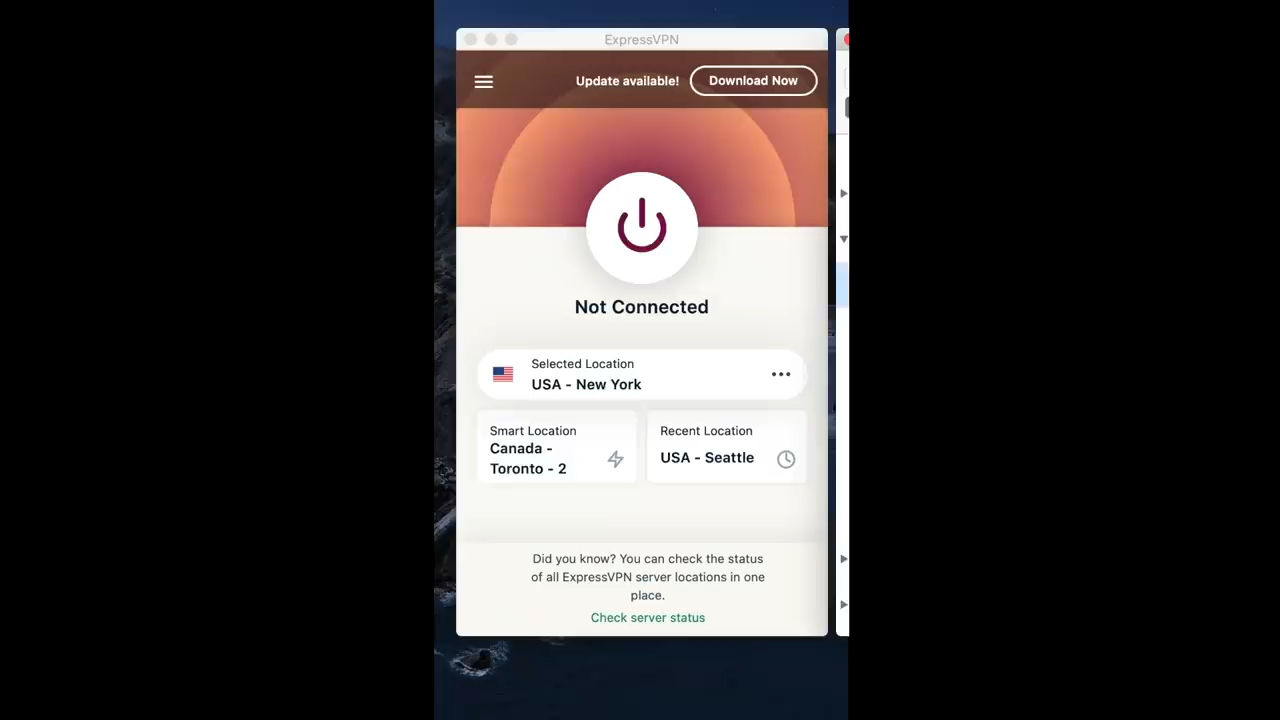 ExpressVPN
Update available!
Download Now
Not Connected
Selected Location
USA - New York
Smart Location
Canada -
Toronto - 2
Recent Location
USA - Seattle
Did you know? You can check the status
of all ExpressVPN server locations in one
place.
Check server status